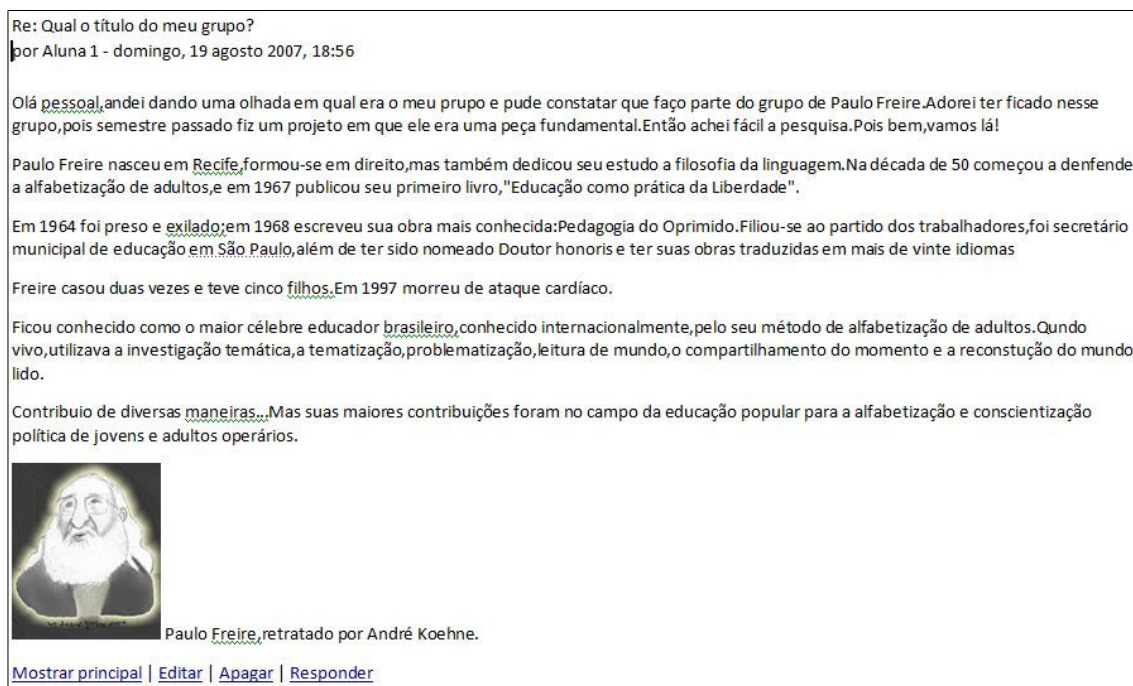 Re: Qual o título do meu grupo?
por Aluna 1 - domingo, 19 agosto 2007, 18:56
Olá pessoal,andei dando uma olhada em qual era o meu prupo e pude constatar que faço parte do grupo de Paulo Freire.Adorei ter ficado nesse
grupo,pois semestre passado fiz um projeto em que ele era uma peça fundamental.Então achei fácil a pesquisa.Pois bem,vamos lá!
Paulo Freire nasceu em Recife,formou-se em direito,mas também dedicou seu estudo a filosofia da linguagem.Na década de 50 começou a denfende
a alfabetização de adultos,e em 1967 publicou seu primeiro livro,"Educação como prática da Liberdade".
Em 1964 foi preso e exilado;em 1968 escreveu sua obra mais conhecida:Pedagogia do Oprimido.Filiou-se ao partido dos trabalhadores,foi secretário
municipal de educação em São Paulo,além de ter sido nomeado Doutor honoris e ter suas obras traduzidas em mais de vinte idiomas
Freire casou duas vezes e teve cinco filhos.Em 1997 morreu de ataque cardíaco.
Ficou conhecido como o maior célebre educador brasileiro,conhecido internacionalmente,pelo seu método de alfabetização de adultos.Qundo
vivo,utilizava a investigação temática,a tematização,problematização,leitura de mundo,o compartilhamento do momento e a reconstução do mundo
lido.
Contribuio de diversas maneiras...Mas suas maiores contribuições foram no campo da educação popular para a alfabetização e conscientização
política de jovens e adultos operários.
Paulo Freire,retratado por André Koehne.
Mostrar principal | Editar | Apagar | Responder